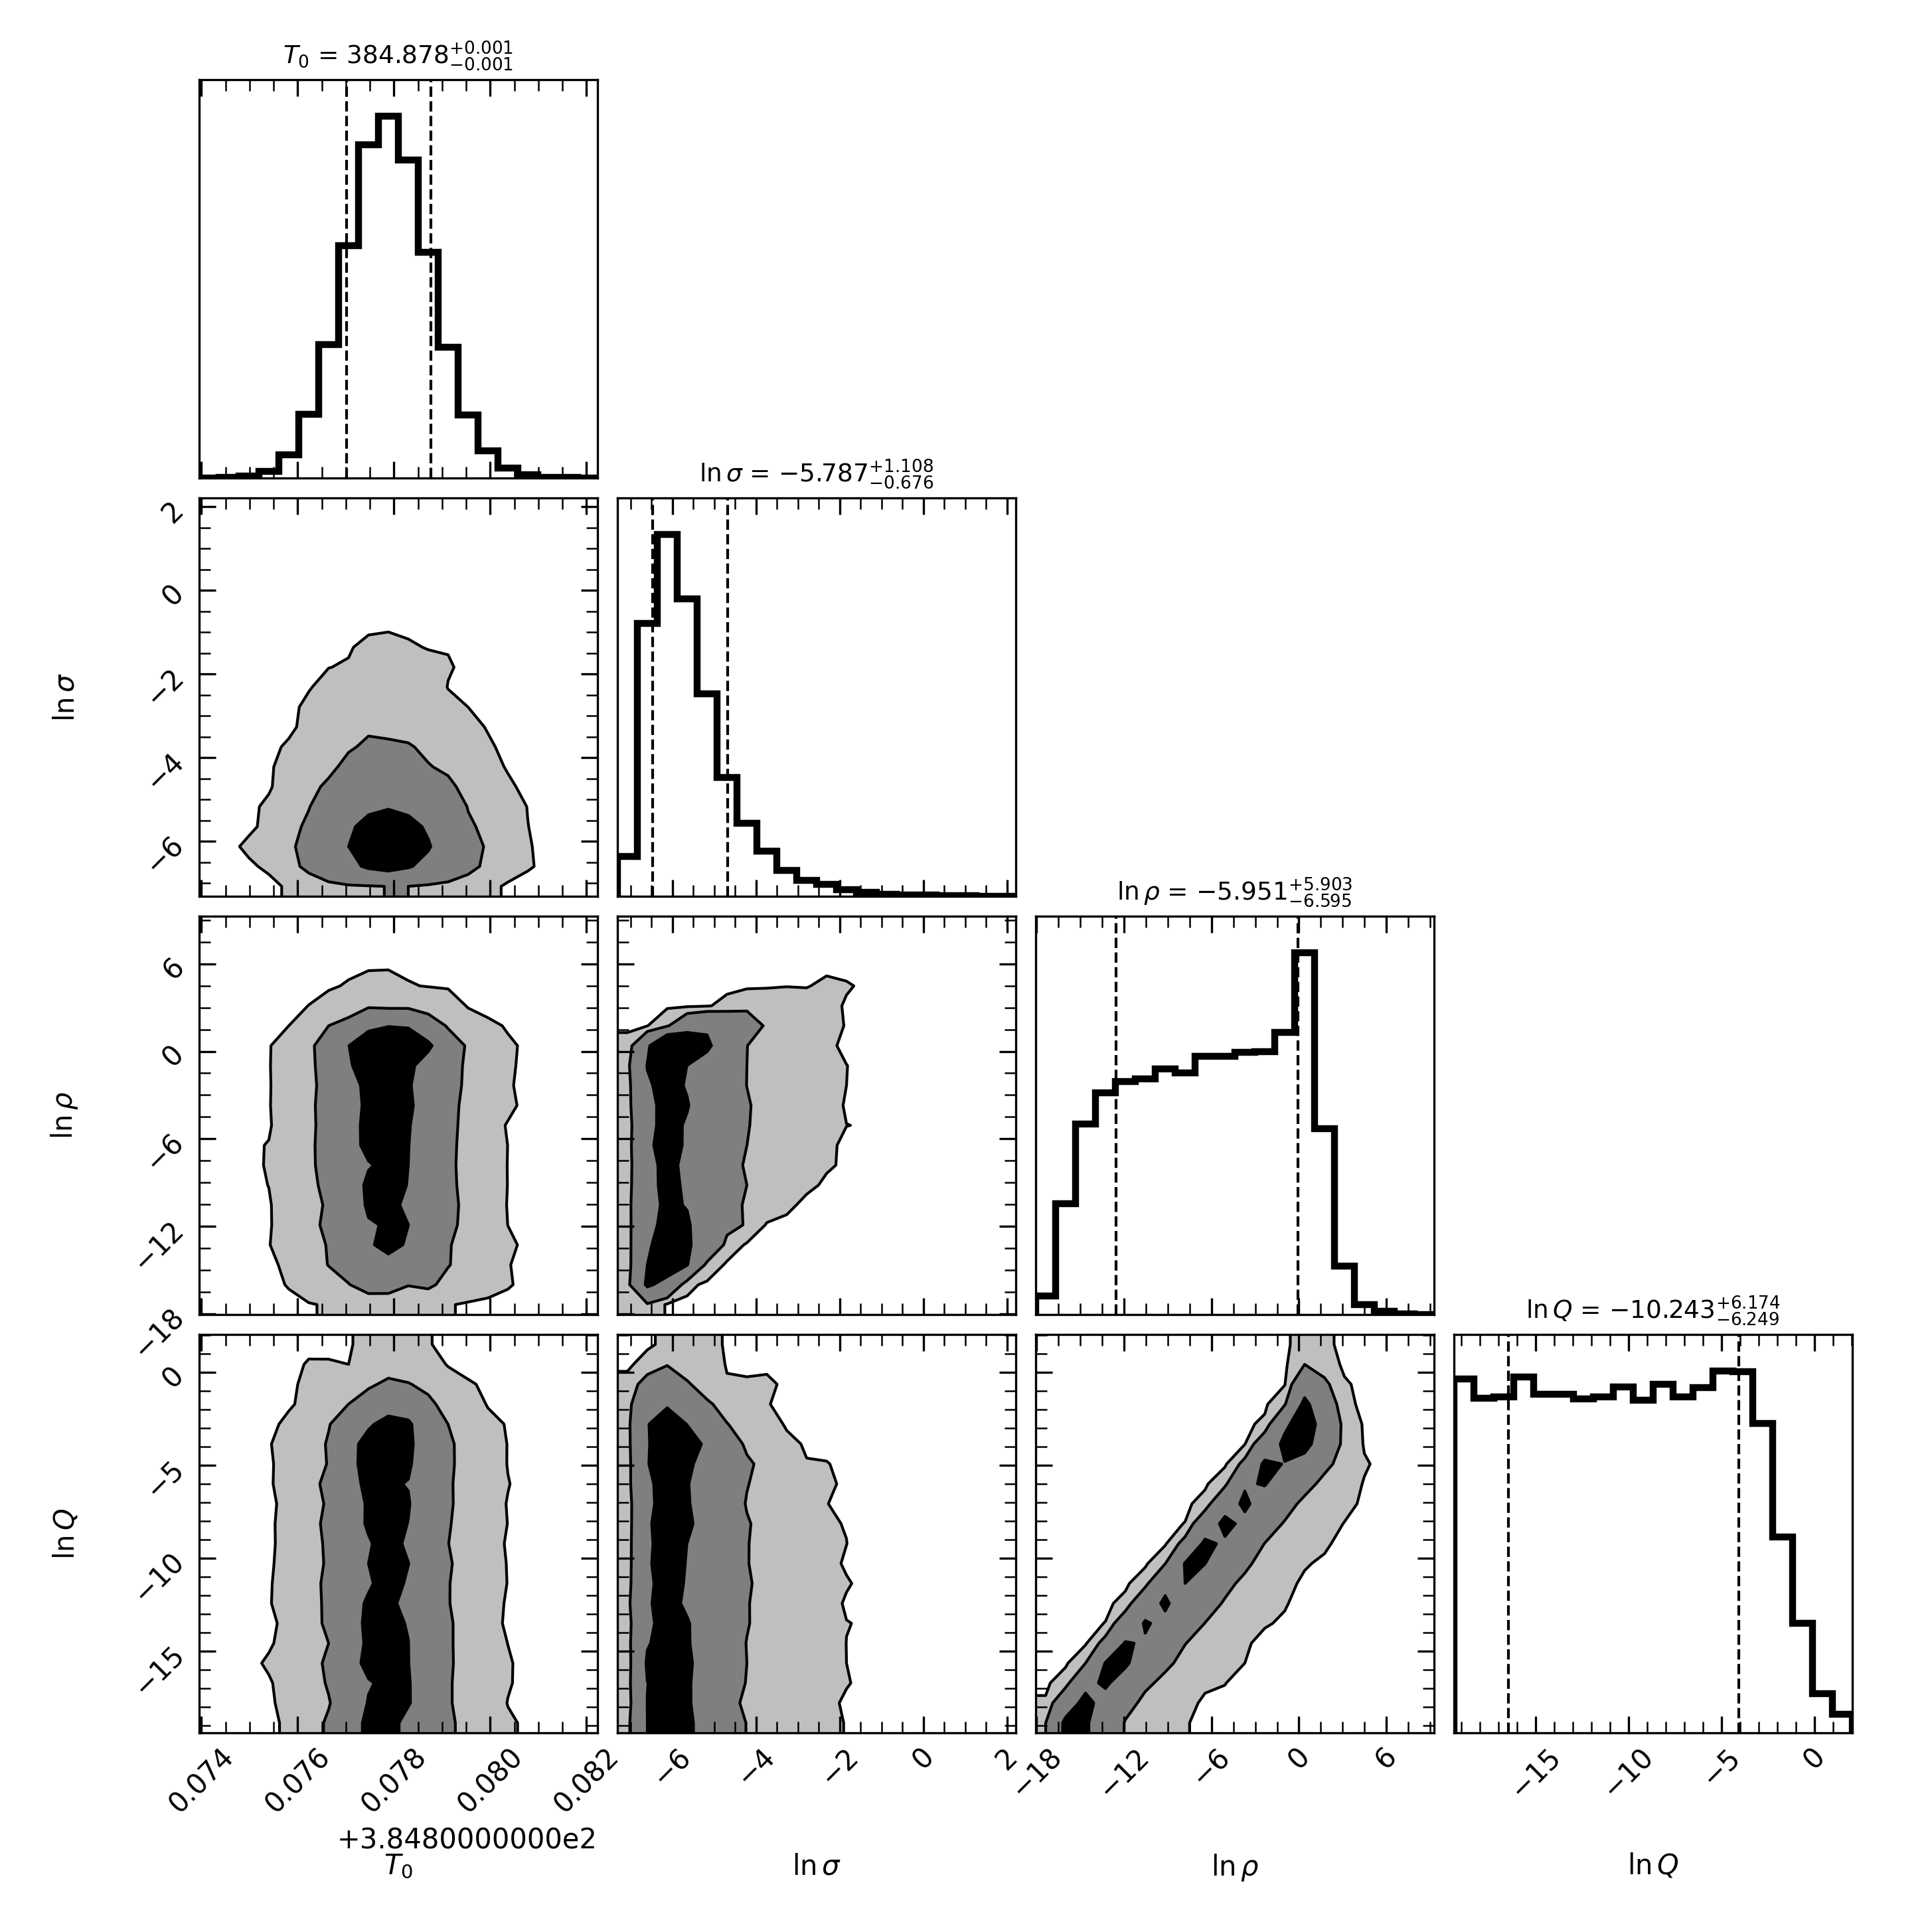 T₀ = 384.878⁺⁰·⁰⁰¹₋₀.₀₀₁
ln σ = −5.787⁺¹·¹⁰⁸₋₀.₆₇₆
2
0
−2
−4
−6
ln σ
ln ρ = −5.951⁺⁵·⁹⁰³₋₆.₅₉₅
6
0
−6
−12
−18
ln ρ
ln Q = −10.243⁺⁶·¹⁷⁴₋₆.₂₄₉
0
−5
−10
−15
ln Q
0.074 0.076 0.078 0.080 0.082
−6 −4 −2 0 2
−18 −12 −6 0 6
−15 −10 −5 0
+3.8480000000e2
T₀ ln σ ln ρ ln Q